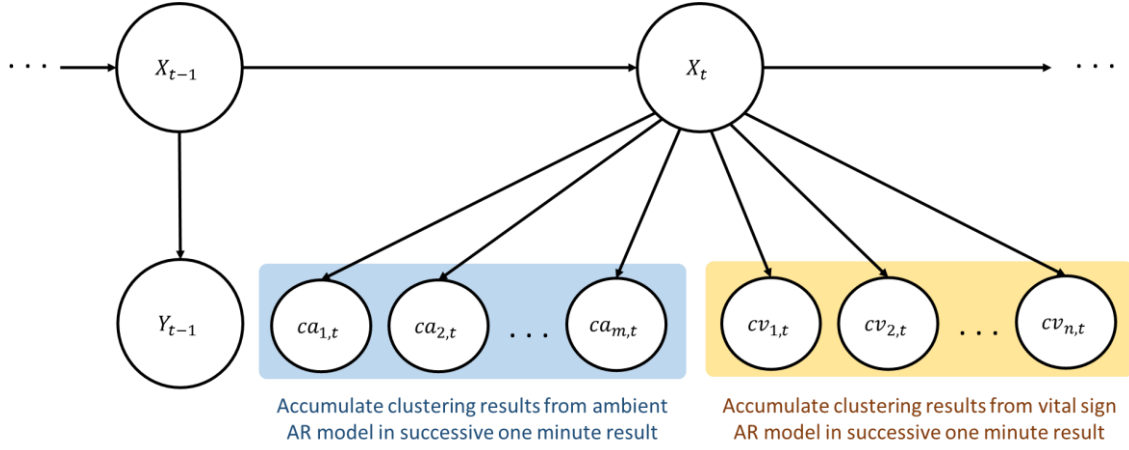 . . . X_{t−1} X_t . . .
Y_{t−1} ca_{1,t} ca_{2,t} . . . ca_{m,t} cv_{1,t} cv_{2,t} . . . cv_{n,t}
Accumulate clustering results from ambient
AR model in successive one minute result
Accumulate clustering results from vital sign
AR model in successive one minute result